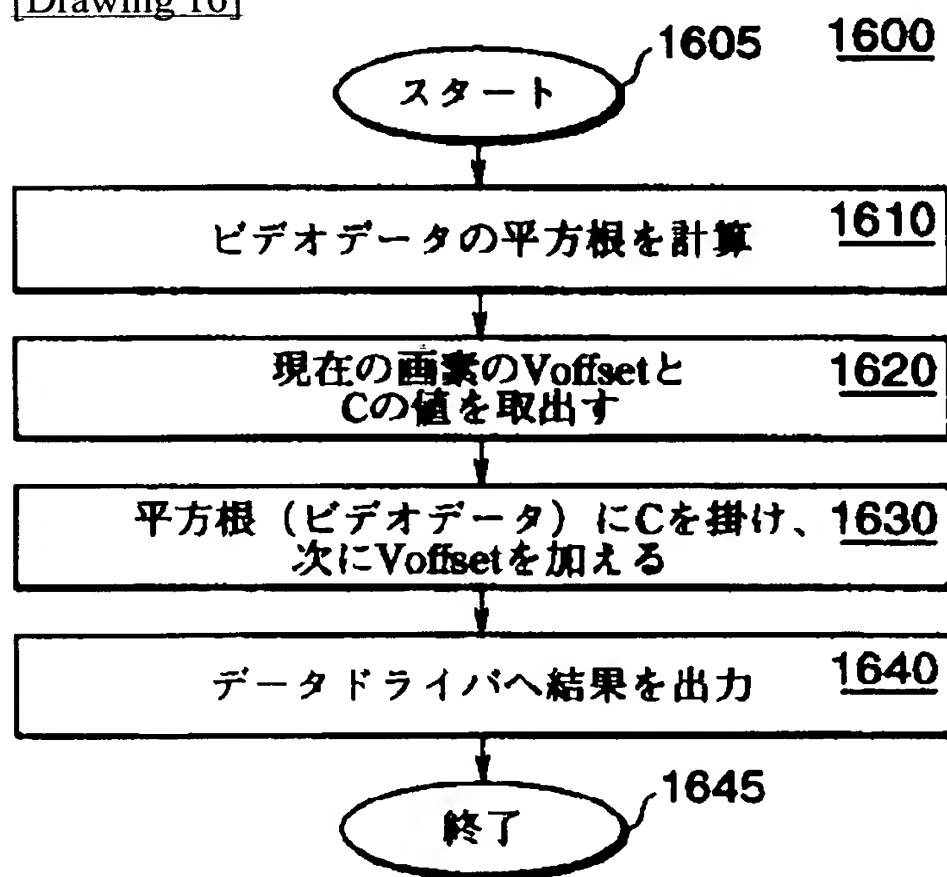 [Drawing 16]
1605 1600
スタート
ビデオデータの平方根を計算 1610
現在の画素のVoffsetと 1620
Cの値を取出す
平方根（ビデオデータ）にCを掛け、 1630
次にVoffsetを加える
データドライバへ結果を出力 1640
1645
終了